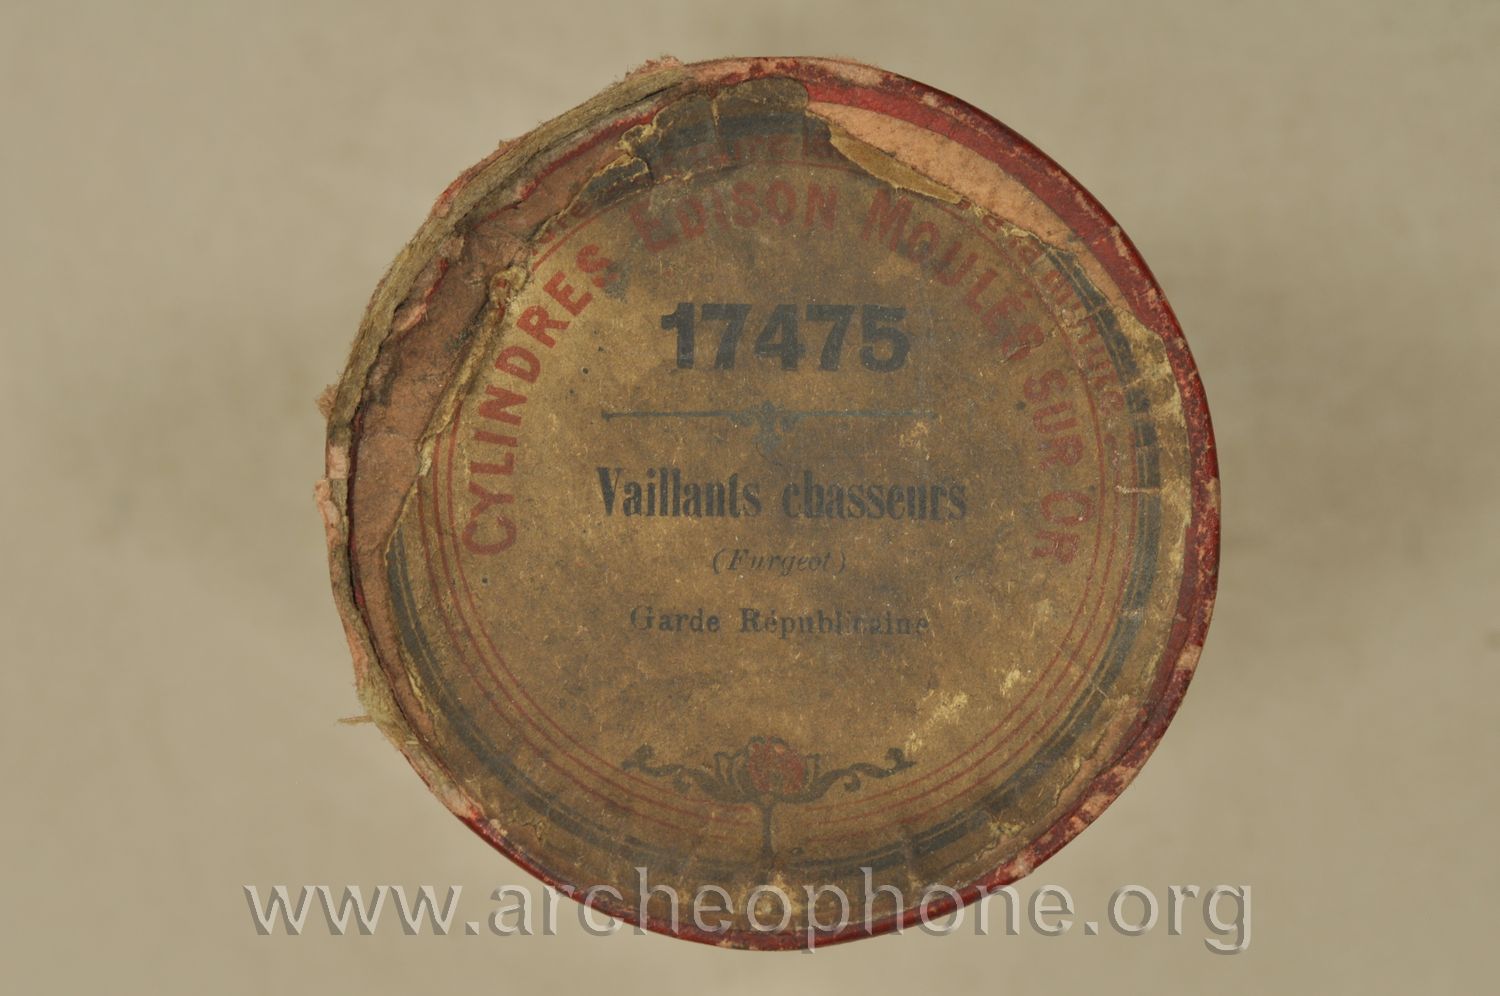 CYLINDRES EDISON MOULÉS SUR OR
17475
Vaillants chasseurs
(Furgeot)
Garde Républicaine
www.archeophone.org